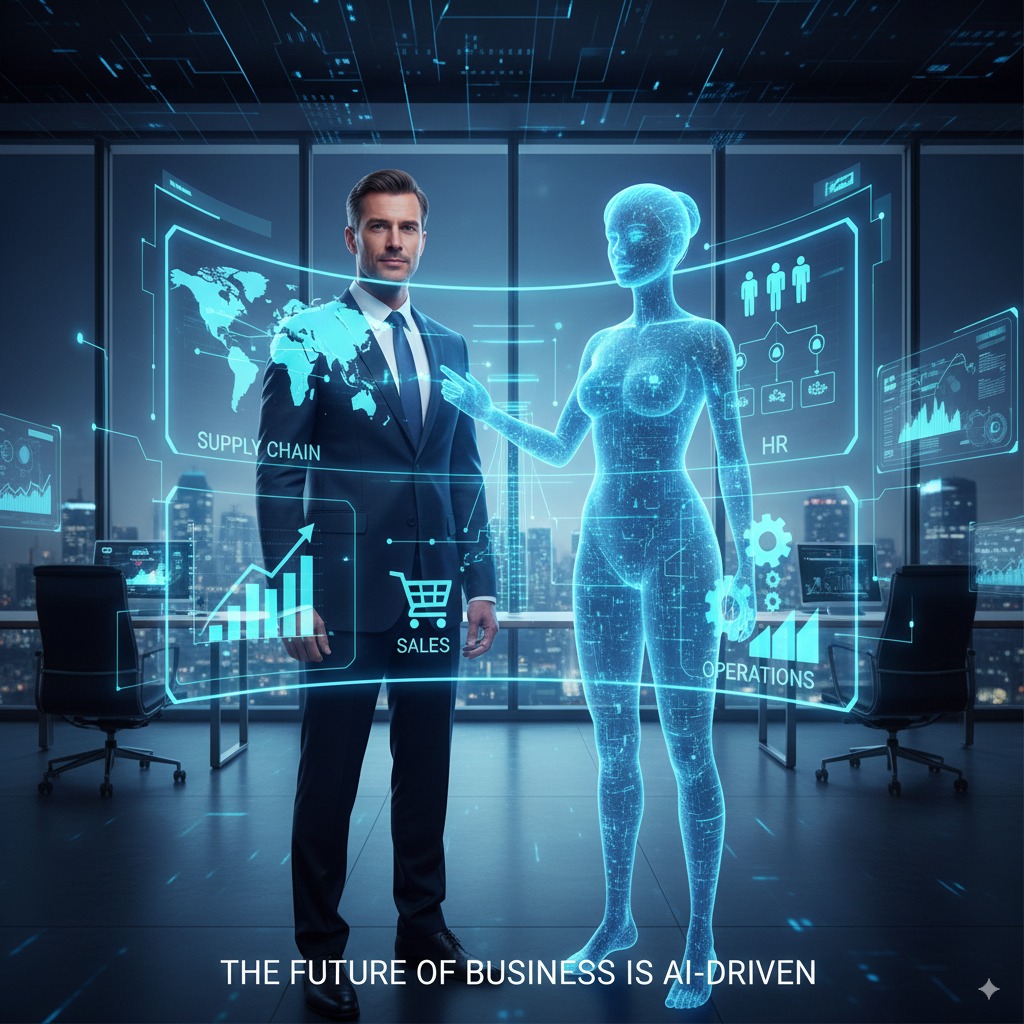 SUPPLY CHAIN
HR
SALES
OPERATIONS
THE FUTURE OF BUSINESS IS AI-DRIVEN